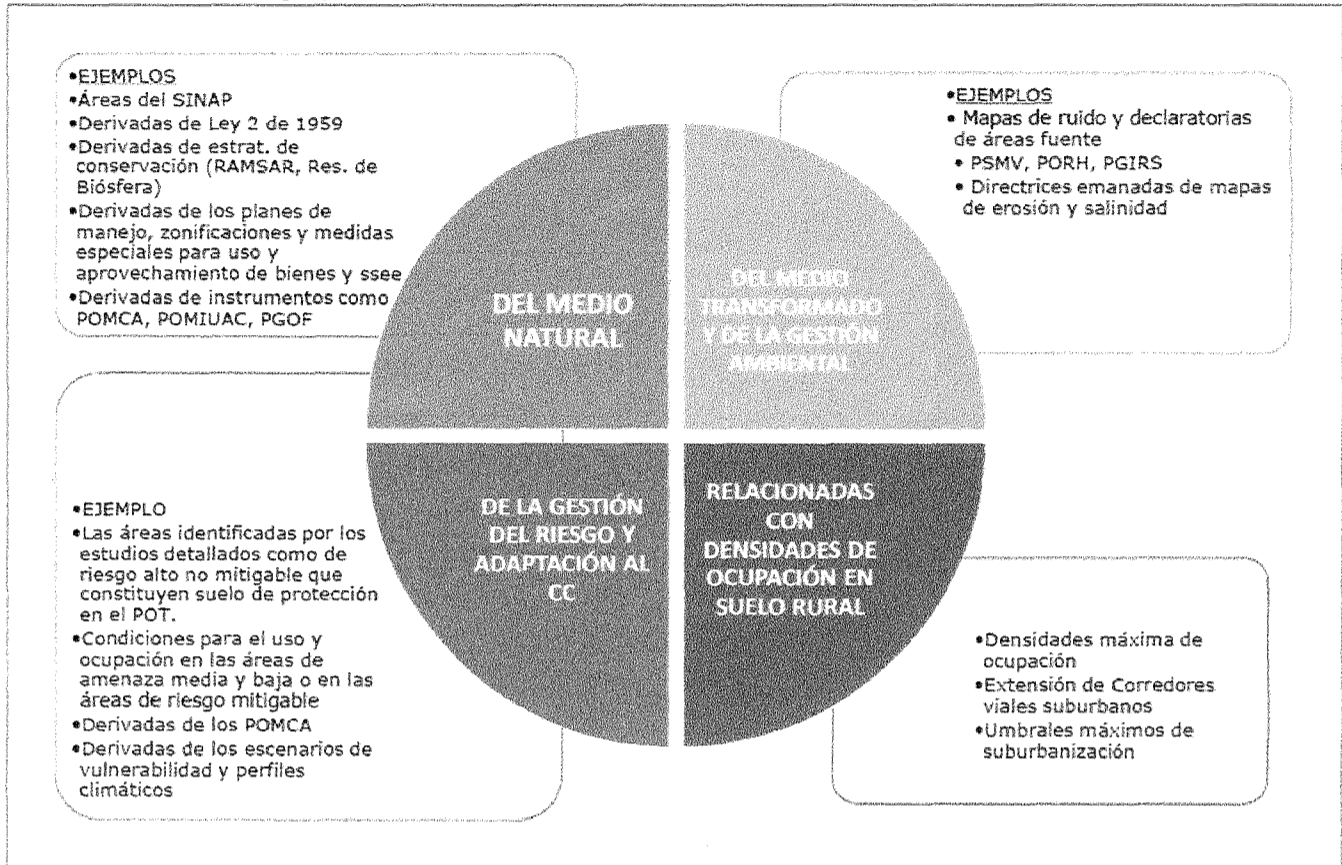 •EJEMPLOS
•Áreas del SINAP
•Derivadas de Ley 2 de 1959
•Derivadas de estrat. de
conservación (RAMSAR, Res. de
Biósfera)
•Derivadas de los planes de
manejo, zonificaciones y medidas
especiales para uso y
aprovechamiento de bienes y ssee
•Derivadas de instrumentos como
POMCA, POMIUAC, PGOF
DEL MEDIO
NATURAL
•EJEMPLOS
• Mapas de ruido y declaratorias
de áreas fuente
• PSMV, PORH, PGIRS
• Directrices emanadas de mapas
de erosión y salinidad
DEL MEDIO
TRANSFORMADO
Y DE LA GESTIÓN
AMBIENTAL
•EJEMPLO
•Las áreas identificadas por los
estudios detallados como de
riesgo alto no mitigable que
constituyen suelo de protección
en el POT.
•Condiciones para el uso y
ocupación en las áreas de
amenaza media y baja o en las
áreas de riesgo mitigable
•Derivadas de los POMCA
•Derivadas de los escenarios de
vulnerabilidad y perfiles
climáticos
DE LA GESTIÓN
DEL RIESGO Y
ADAPTACIÓN AL
CC
RELACIONADAS
CON
DENSIDADES DE
OCUPACIÓN EN
SUELO RURAL
•Densidades máxima de
ocupación
•Extensión de Corredores
viales suburbanos
•Umbrales máximos de
suburbanización